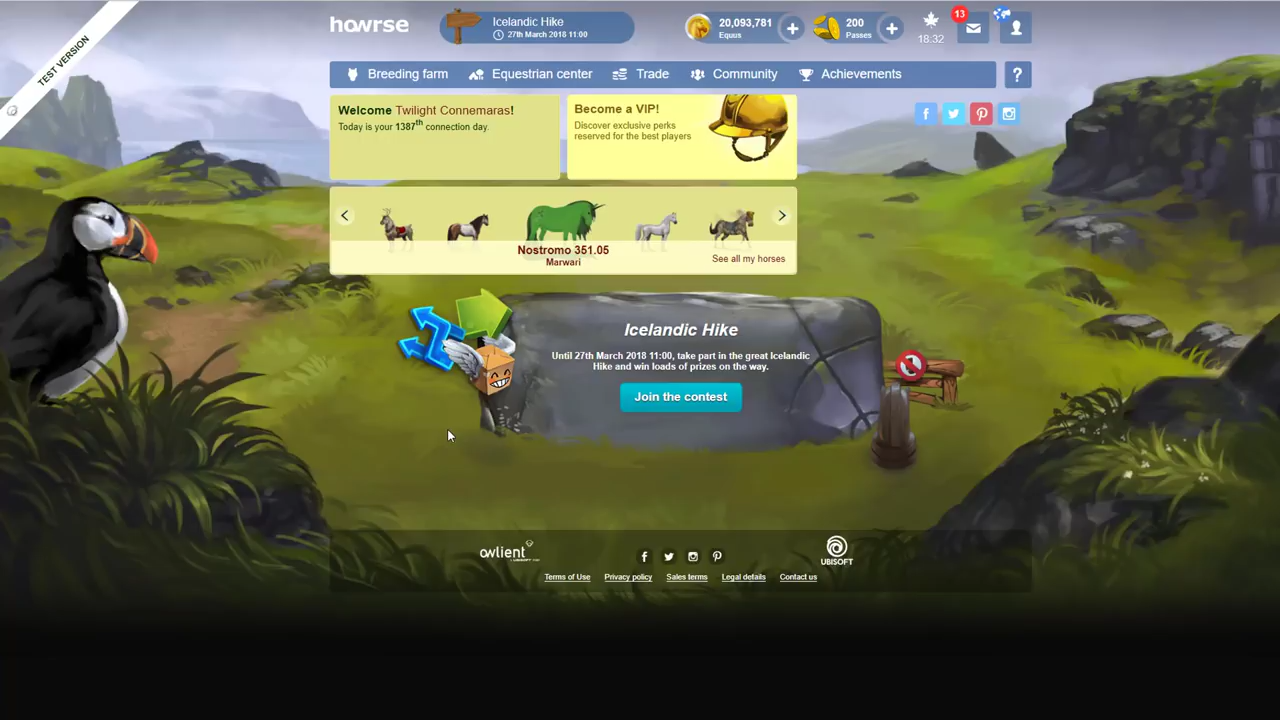 TEST VERSION
howrse
Icelandic Hike
27th March 2018 11:00
20,093,781
Equus
200
Passes
18:32
13
Breeding farm
Equestrian center
Trade
Community
Achievements
?
Welcome Twilight Connemaras!
Today is your 1387th connection day.
Become a VIP!
Discover exclusive perks
reserved for the best players
Nostromo 351.05
Marwari
See all my horses
Icelandic Hike
Until 27th March 2018 11:00, take part in the great Icelandic
Hike and win loads of prizes on the way.
Join the contest
owlient
UBISOFT
Terms of Use
Privacy policy
Sales terms
Legal details
Contact us